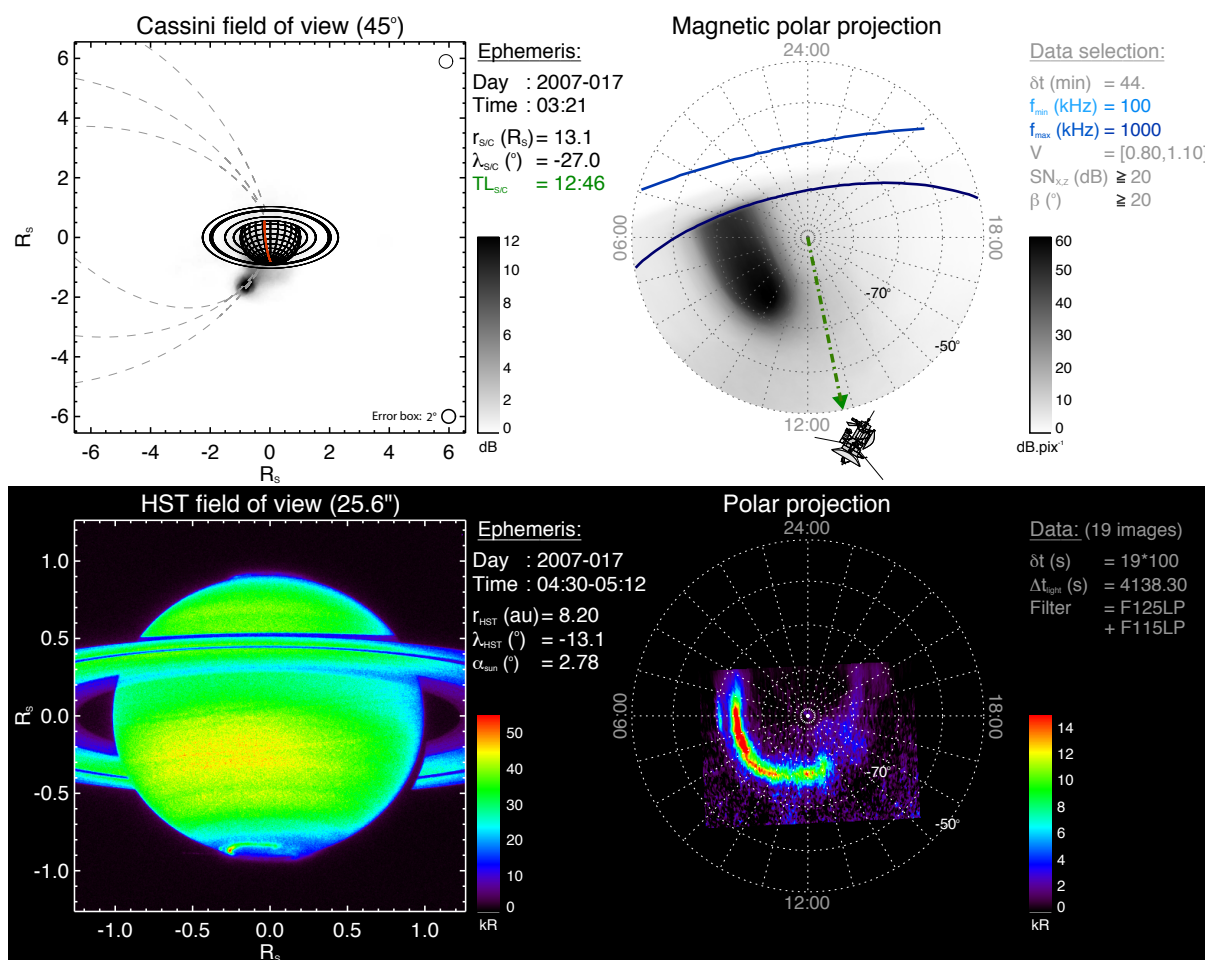 Cassini field of view (45°)
6
4
2
0
-2
-4
-6
R_S
-6 -4 -2 0 2 4 6
R_S
Error box: 2°
12
10
8
6
4
2
0
dB
Ephemeris:
Day : 2007-017
Time : 03:21
r_S/C (R_S) = 13.1
λ_S/C (°) = -27.0
TL_S/C = 12:46
Magnetic polar projection
24:00
06:00
18:00
-70°
-50°
12:00
Data selection:
δt (min) = 44.
f_min (kHz) = 100
f_max (kHz) = 1000
V = [0.80,1.10]
SN_X,Z (dB) ≧ 20
β (°) ≧ 20
60
50
40
30
20
10
0
dB.pix⁻¹
HST field of view (25.6")
1.0
0.5
0.0
-0.5
-1.0
R_S
-1.0 -0.5 0.0 0.5 1.0
R_S
50
40
30
20
10
0
kR
Ephemeris:
Day : 2007-017
Time : 04:30-05:12
r_HST (au) = 8.20
λ_HST (°) = -13.1
α_sun (°) = 2.78
Polar projection
24:00
06:00
18:00
-70°
-50°
12:00
Data: (19 images)
δt (s) = 19*100
Δt_light (s) = 4138.30
Filter = F125LP
+ F115LP
14
12
10
8
6
4
2
0
kR